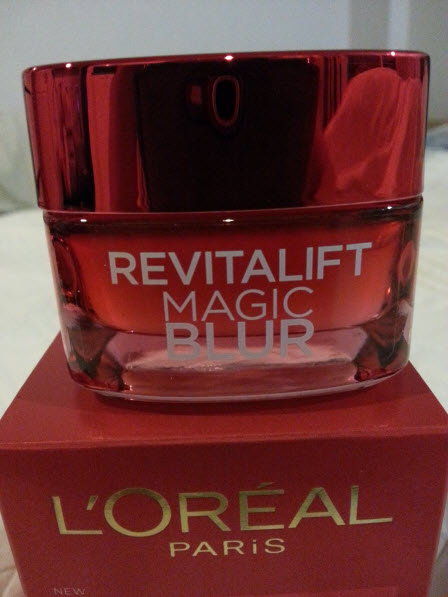 REVITALIFT
MAGIC
BLUR
L'ORÉAL
PARiS
NEW